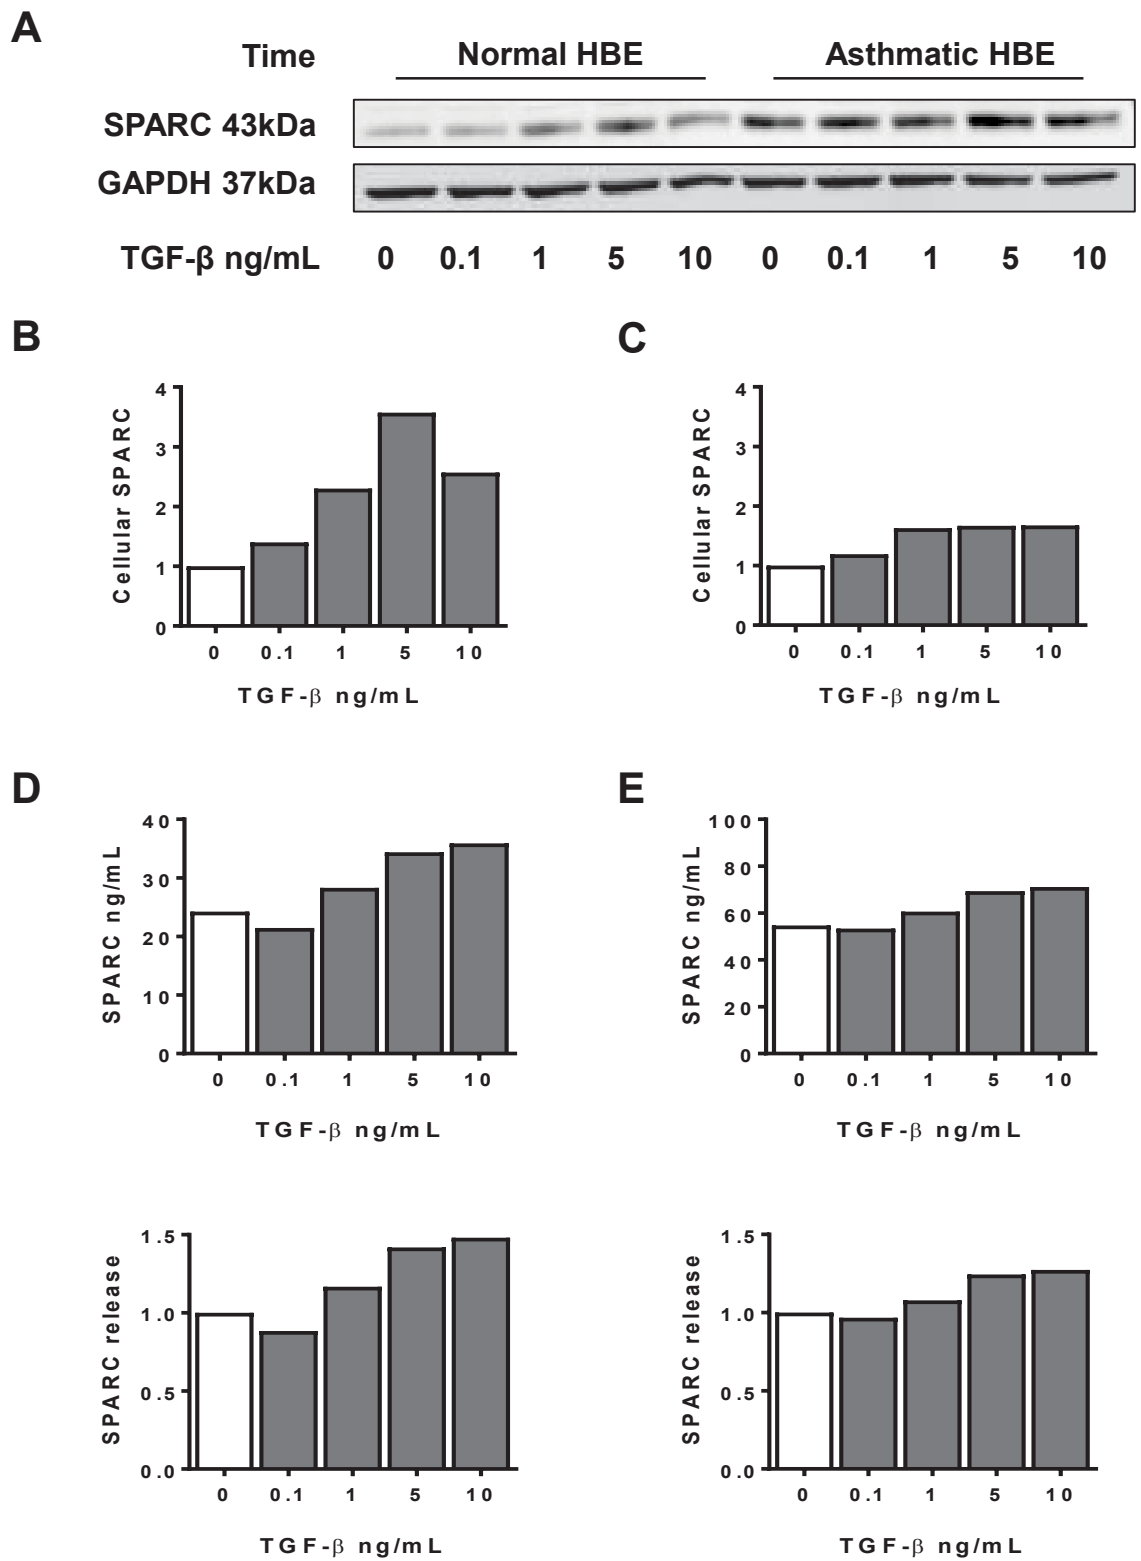 A
Time Normal HBE Asthmatic HBE
SPARC 43kDa
GAPDH 37kDa
TGF-β ng/mL 0 0.1 1 5 10 0 0.1 1 5 10
B
Cellular SPARC
4
3
2
1
0
0 0.1 1 5 10
TGF-β ng/mL
C
Cellular SPARC
4
3
2
1
0
0 0.1 1 5 10
TGF-β ng/mL
D
SPARC ng/mL
40
30
20
10
0
0 0.1 1 5 10
TGF-β ng/mL
E
SPARC ng/mL
100
80
60
40
20
0
0 0.1 1 5 10
TGF-β ng/mL
SPARC release
1.5
1.0
0.5
0.0
0 0.1 1 5 10
TGF-β ng/mL
SPARC release
1.5
1.0
0.5
0.0
0 0.1 1 5 10
TGF-β ng/mL